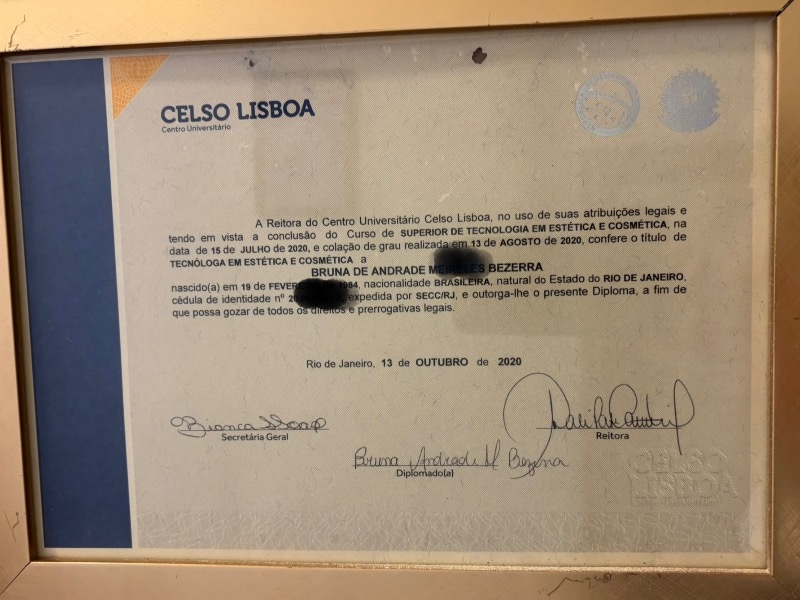 CELSO LISBOA
Centro Universitário
A Reitora do Centro Universitário Celso Lisboa, no uso de suas atribuições legais e
tendo em vista a conclusão do Curso de SUPERIOR DE TECNOLOGIA EM ESTÉTICA E COSMÉTICA, na
data de 15 de JULHO de 2020, e colação de grau realizada em 13 de AGOSTO de 2020, confere o título de
TECNÓLOGA EM ESTÉTICA E COSMÉTICA a
BRUNA DE ANDRADE BEZERRA
nascido(a) em 19 de 1984, nacionalidade BRASILEIRA, natural do Estado do RIO DE JANEIRO,
cédula de identidade nº expedida por SECC/RJ, e outorga-lhe o presente Diploma, a fim de
que possa gozar de todos os direitos e prerrogativas legais.
Rio de Janeiro, 13 de OUTUBRO de 2020
Bianca
Secretária Geral
Reitora
Bruna Andrade M Bezerra
Diplomado(a)
CELSO
LISBOA